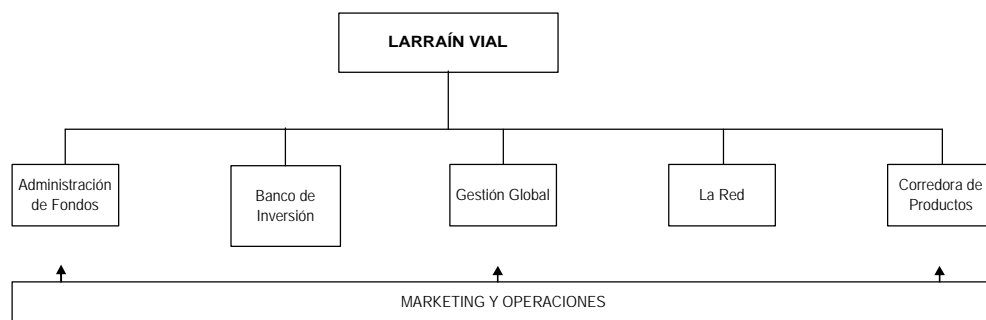 LARRAÍN VIAL
Administración
de Fondos
Banco de
Inversión
Gestión Global
La Red
Corredora de
Productos
MARKETING Y OPERACIONES